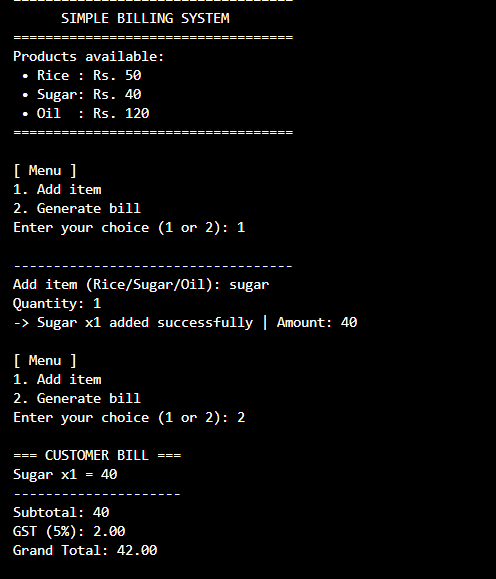 ===================================
SIMPLE BILLING SYSTEM
===================================
Products available:
• Rice : Rs. 50
• Sugar: Rs. 40
• Oil  : Rs. 120
===================================
[ Menu ]
1. Add item
2. Generate bill
Enter your choice (1 or 2): 1
-----------------------------------
Add item (Rice/Sugar/Oil): sugar
Quantity: 1
-> Sugar x1 added successfully | Amount: 40
[ Menu ]
1. Add item
2. Generate bill
Enter your choice (1 or 2): 2
=== CUSTOMER BILL ===
Sugar x1 = 40
---------------------
Subtotal: 40
GST (5%): 2.00
Grand Total: 42.00